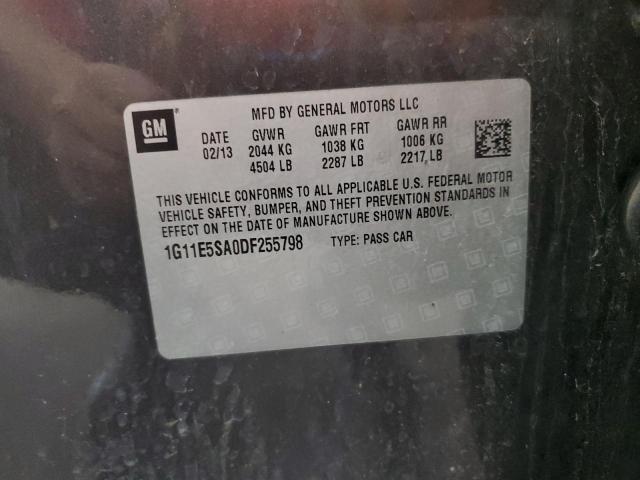 GM
MFD BY GENERAL MOTORS LLC
DATE GVWR GAWR FRT GAWR RR
02/13 2044 KG 1038 KG 1006 KG
4504 LB 2287 LB 2217 LB
THIS VEHICLE CONFORMS TO ALL APPLICABLE U.S. FEDERAL MOTOR
VEHICLE SAFETY, BUMPER, AND THEFT PREVENTION STANDARDS IN
EFFECT ON THE DATE OF MANUFACTURE SHOWN ABOVE.
1G11E5SA0DF255798 TYPE: PASS CAR